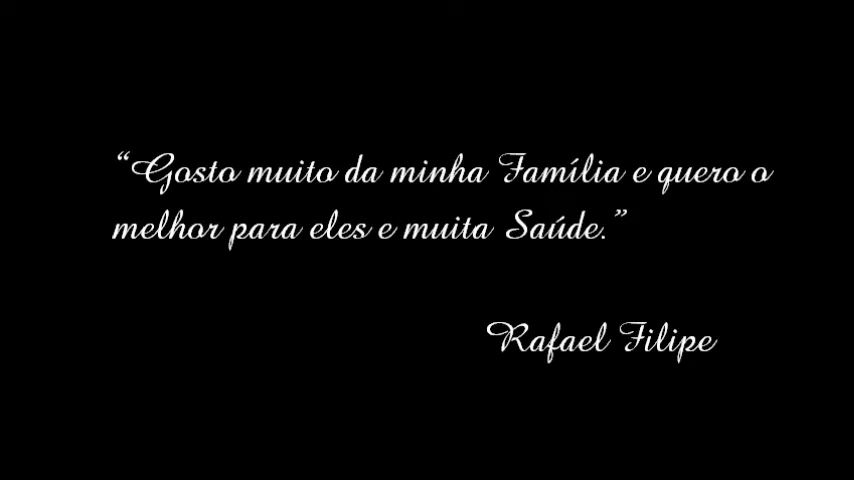 “Gosto muito da minha Família e quero o
melhor para eles e muita Saúde.”
Rafael Filipe